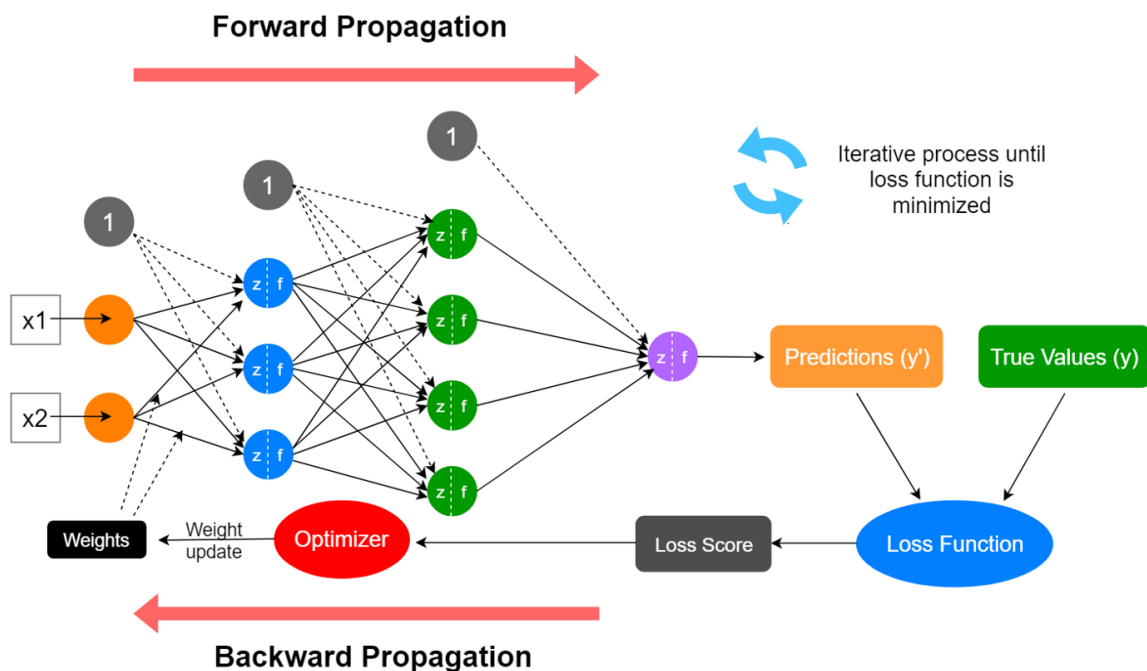 Forward Propagation
1
1
1
Iterative process until
loss function is
minimized
z f
z f
x1
z f
z f
z f
Predictions (y')
True Values (y)
x2
z f
z f
z f
Weights
Weight
update
Optimizer
Loss Score
Loss Function
Backward Propagation